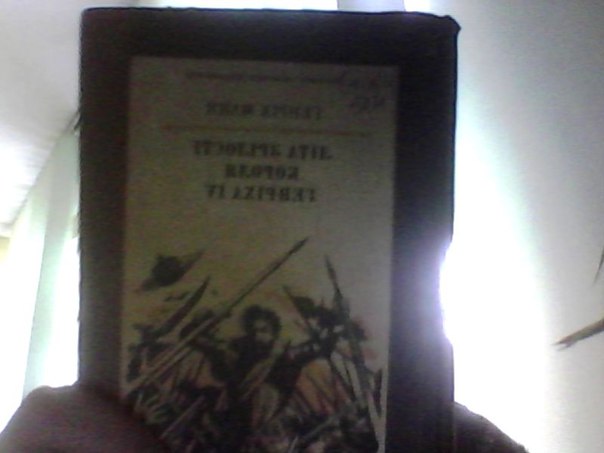 ГЕНРІХ МАНН
ЛІТА ЗРІЛОСТІ
КОРОЛЯ
ГЕНРІХА IV